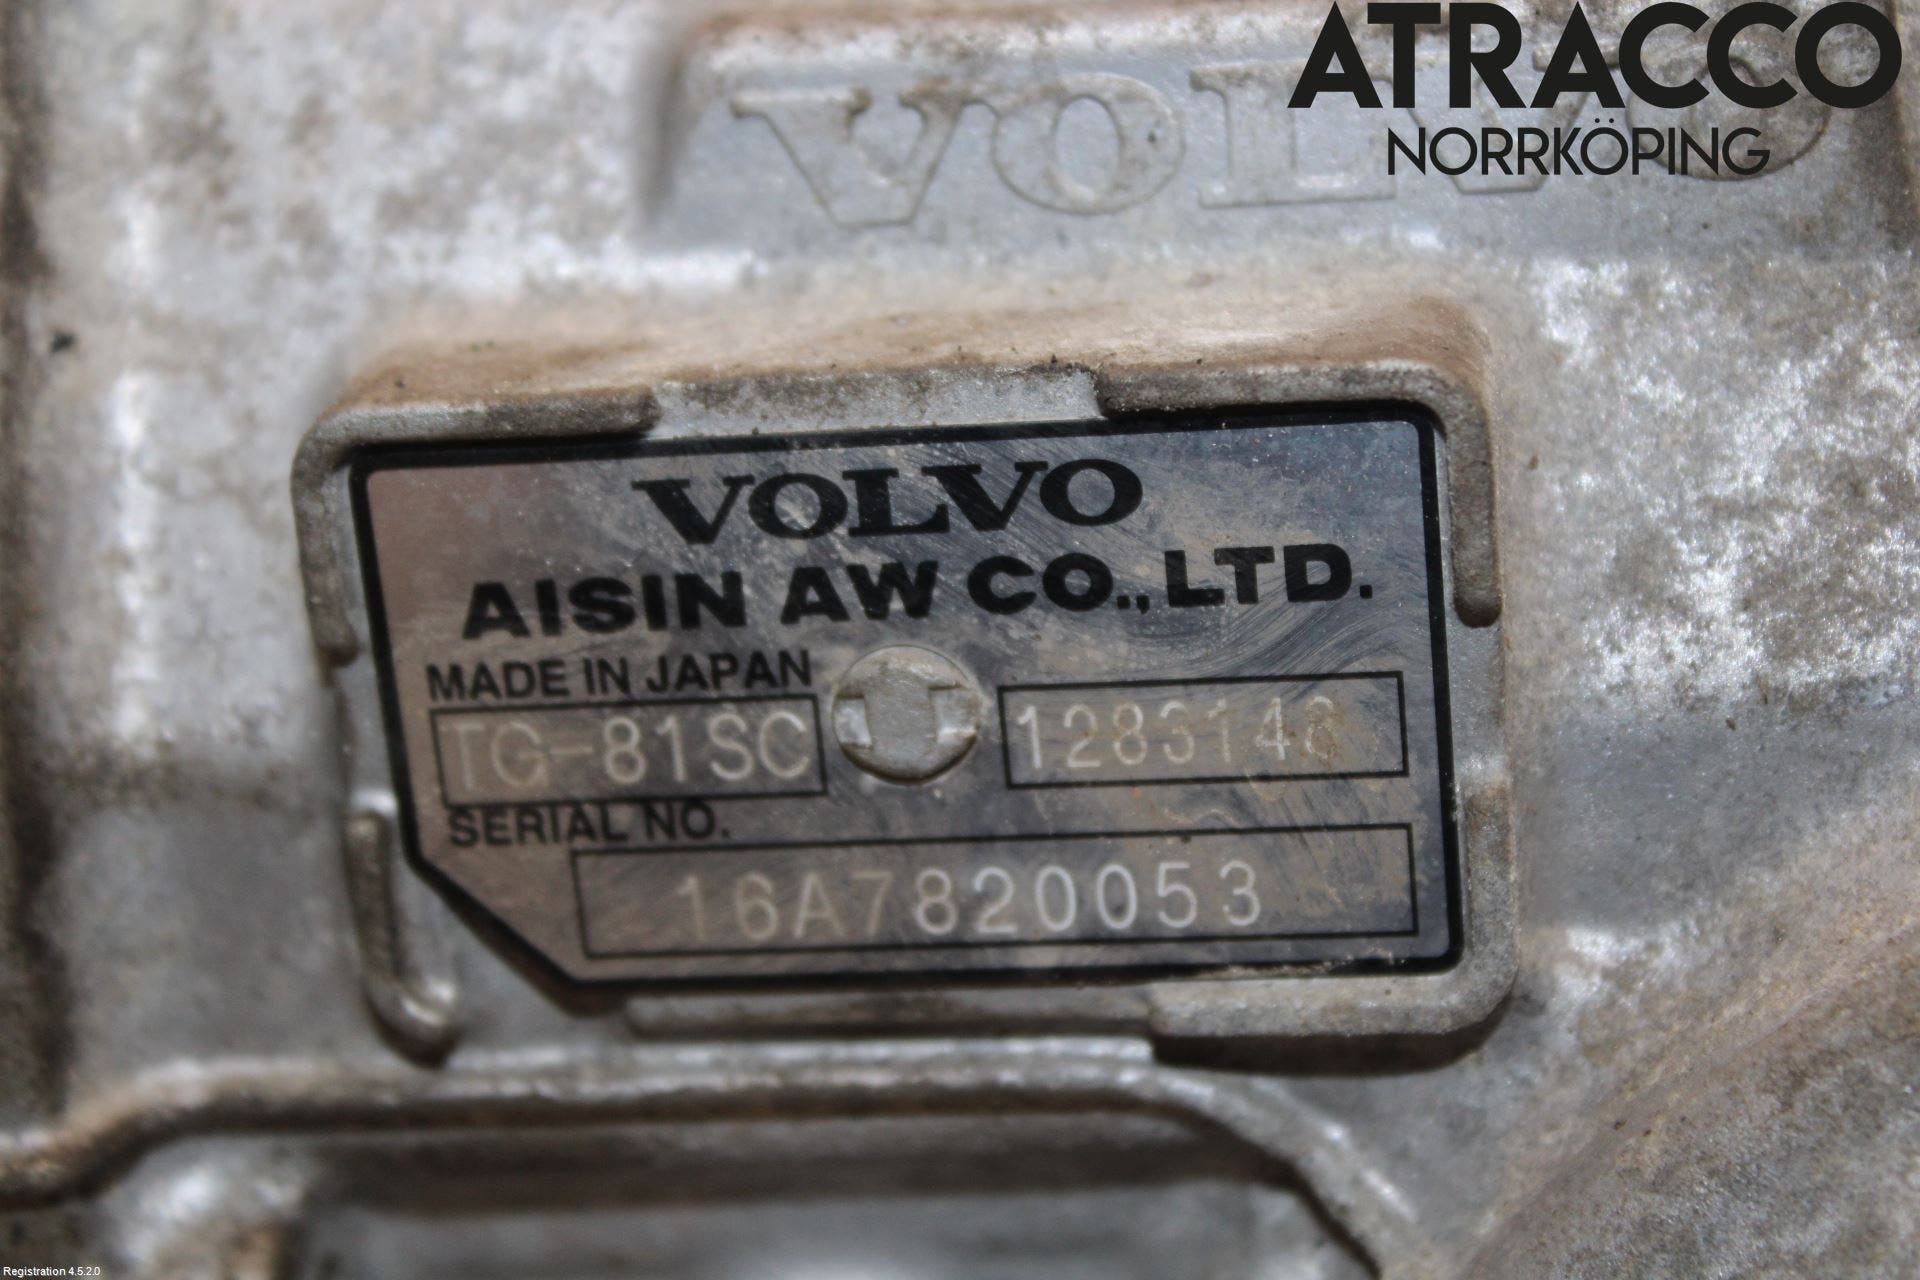 ATRACCO
NORRKÖPING
VOLVO
VOLVO
AISIN AW CO., LTD.
MADE IN JAPAN
TG-81SC 1283148
SERIAL NO.
16A7820053
Registration 4.5.2.0